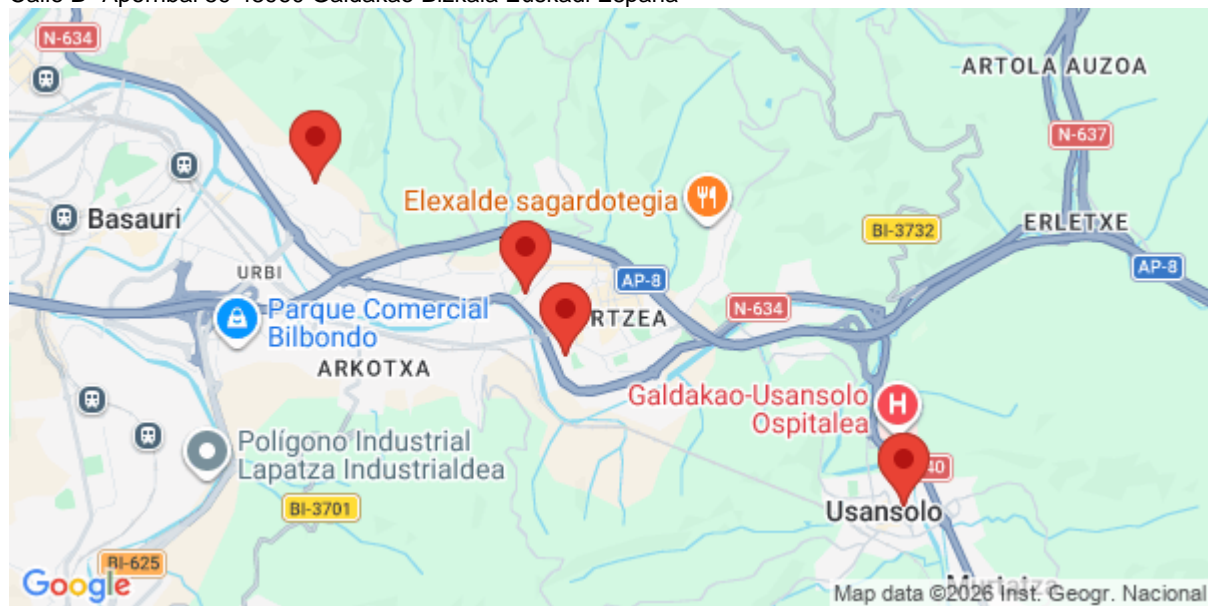 N-634
ARTOLA AUZOA
N-637
Elexalde sagardotegia
Basauri
BI-3732
ERLETXE
URBI
AP-8
AP-8
Parque Comercial
Bilbondo
RTZEA
N-634
ARKOTXA
Galdakao-Usansolo
Ospitalea
H
Polígono Industrial
Lapatza Industrialdea
40
BI-3701
Usansolo
BI-625
Google
Map data ©2026 Inst. Geogr. Nacional